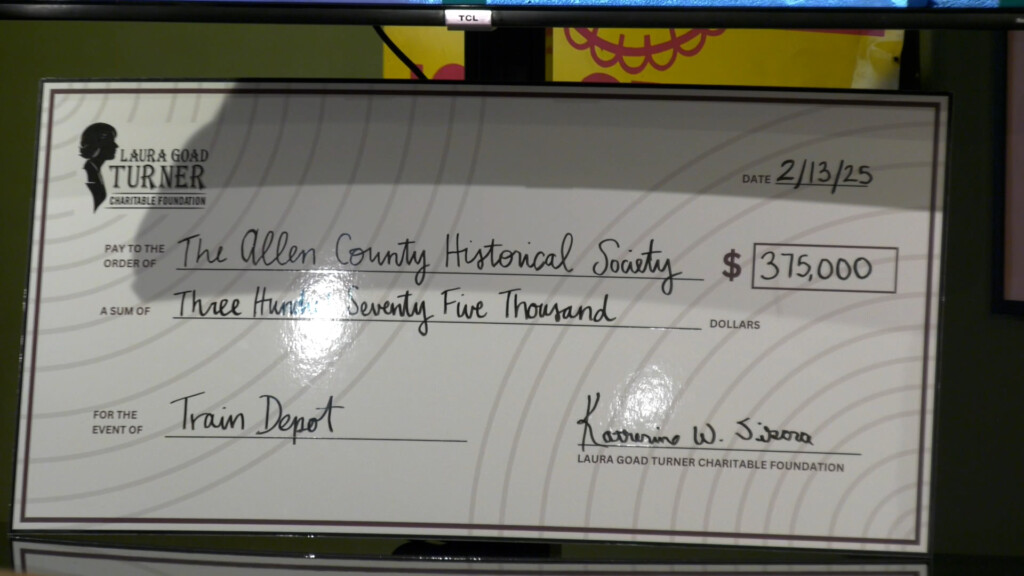 TCL
LAURA GOAD
TURNER
CHARITABLE FOUNDATION
DATE 2/13/25
PAY TO THE
ORDER OF The Allen County Historical Society $ 375,000
A SUM OF Three Seventy Five Thousand DOLLARS
FOR THE
EVENT OF Train Depot
W.
LAURA GOAD TURNER CHARITABLE FOUNDATION